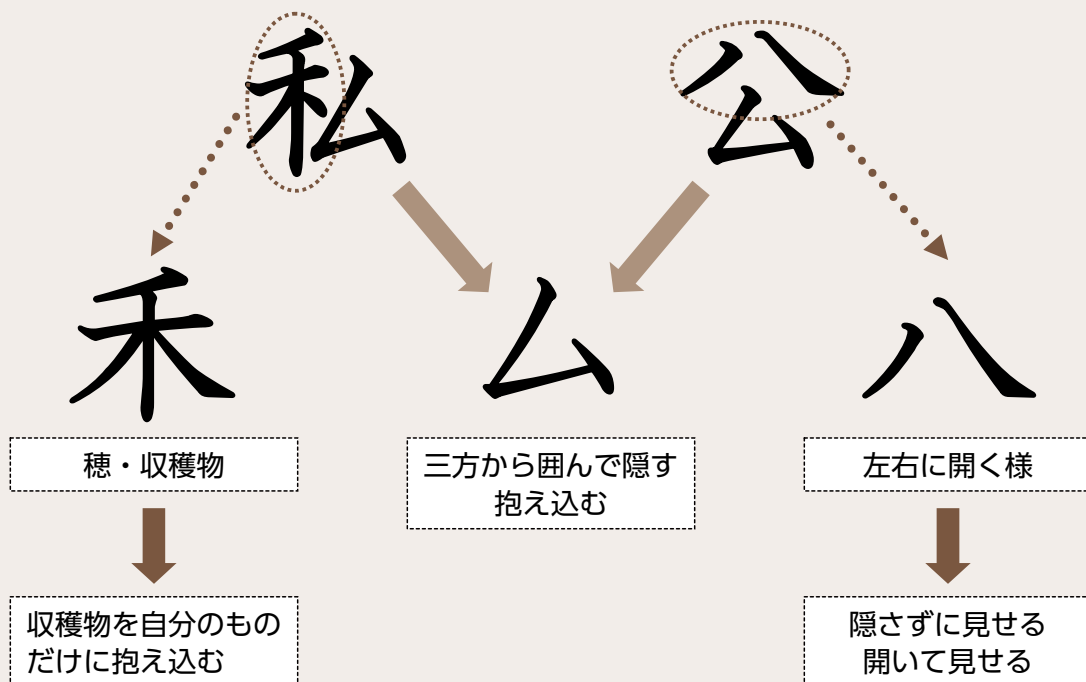 私
公
禾
ム
八
穂・収穫物
三方から囲んで隠す
抱え込む
左右に開く様
収穫物を自分のもの
だけに抱え込む
隠さずに見せる
開いて見せる